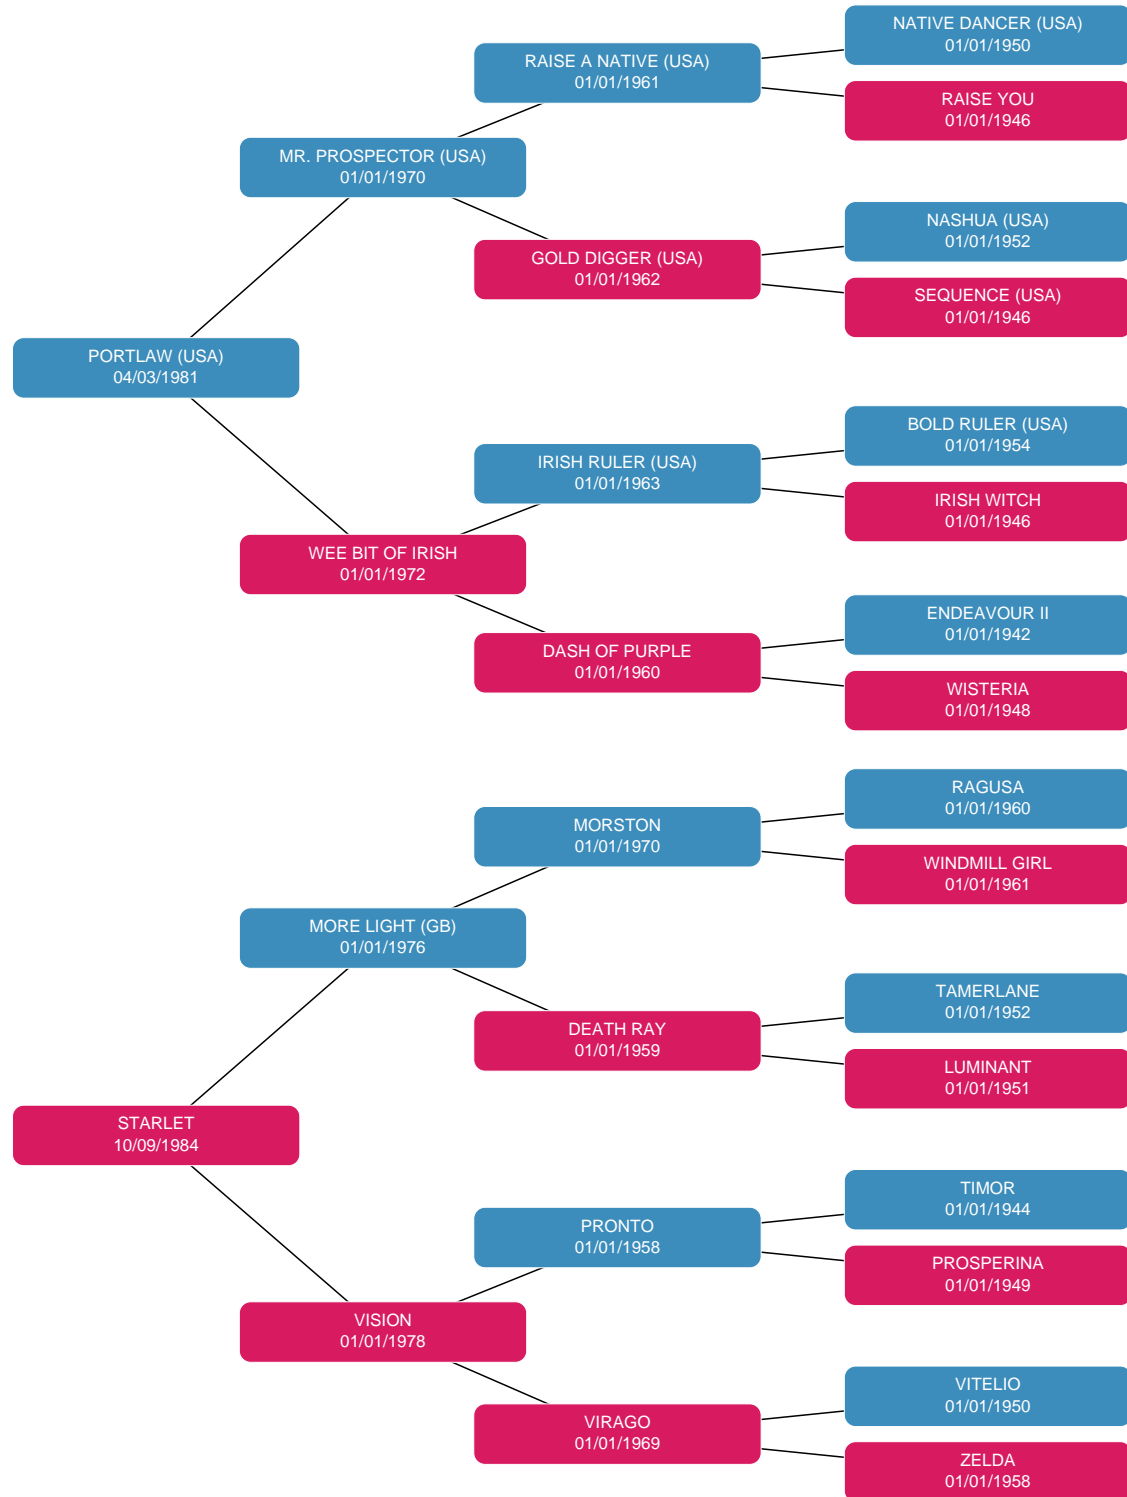 NATIVE DANCER (USA)
01/01/1950
RAISE A NATIVE (USA)
01/01/1961
RAISE YOU
01/01/1946
MR. PROSPECTOR (USA)
01/01/1970
NASHUA (USA)
01/01/1952
GOLD DIGGER (USA)
01/01/1962
SEQUENCE (USA)
01/01/1946
PORTLAW (USA)
04/03/1981
BOLD RULER (USA)
01/01/1954
IRISH RULER (USA)
01/01/1963
IRISH WITCH
01/01/1946
WEE BIT OF IRISH
01/01/1972
ENDEAVOUR II
01/01/1942
DASH OF PURPLE
01/01/1960
WISTERIA
01/01/1948
RAGUSA
01/01/1960
MORSTON
01/01/1970
WINDMILL GIRL
01/01/1961
MORE LIGHT (GB)
01/01/1976
TAMERLANE
01/01/1952
DEATH RAY
01/01/1959
LUMINANT
01/01/1951
STARLET
10/09/1984
TIMOR
01/01/1944
PRONTO
01/01/1958
PROSPERINA
01/01/1949
VISION
01/01/1978
VITELIO
01/01/1950
VIRAGO
01/01/1969
ZELDA
01/01/1958